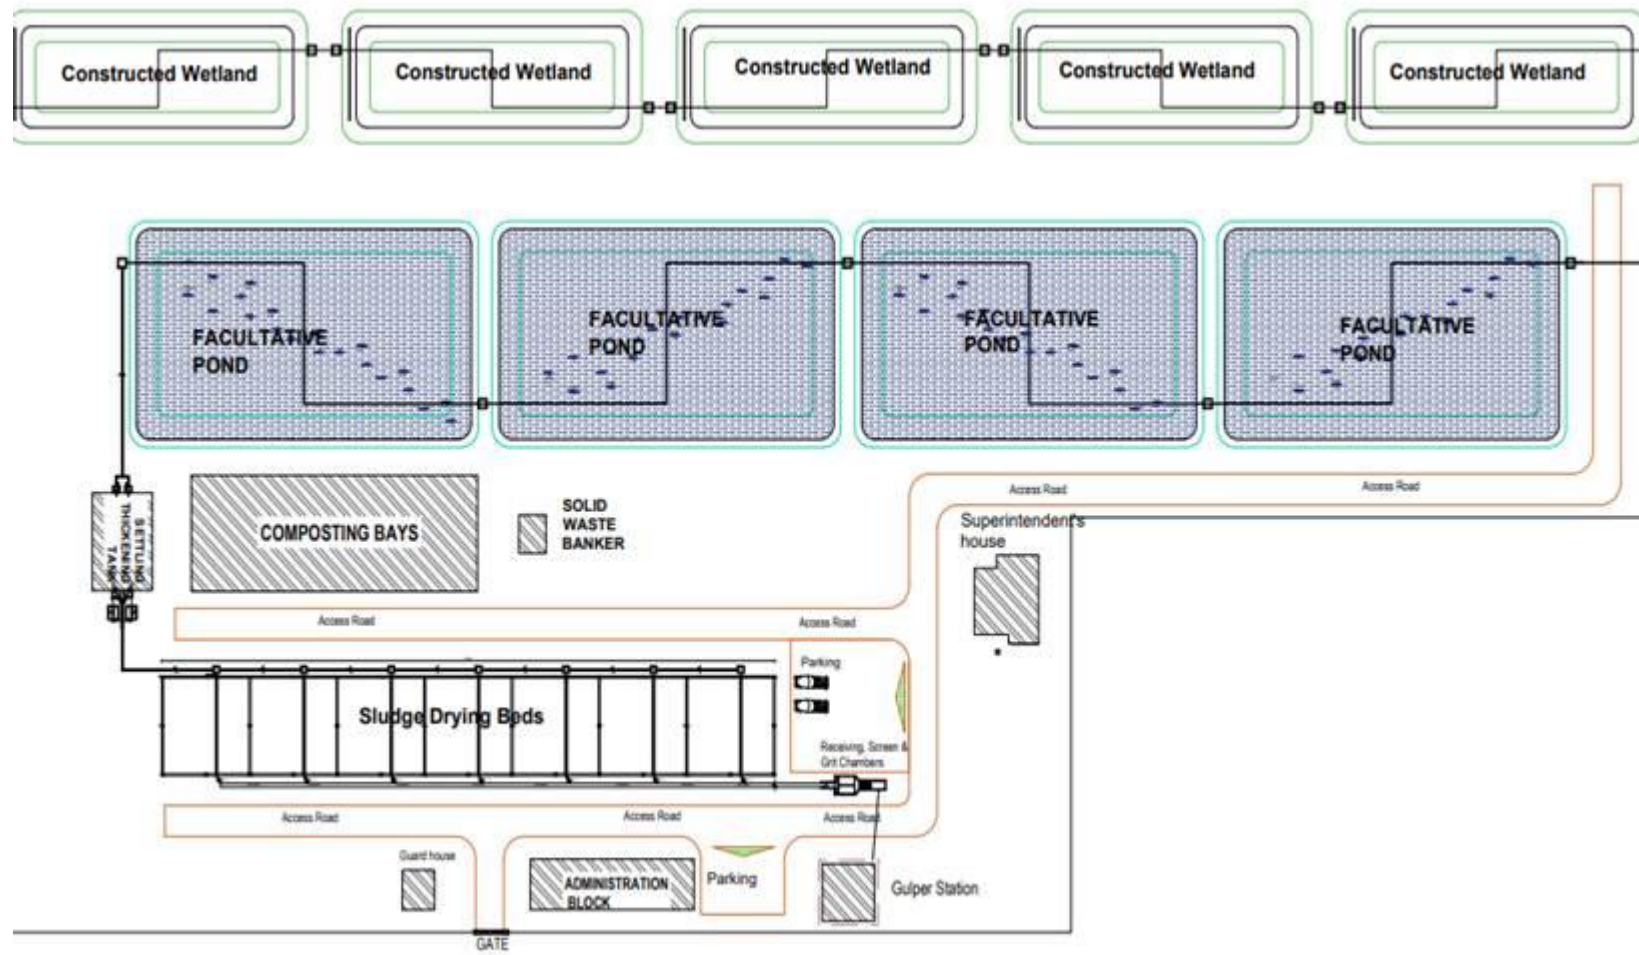 Constructed Wetland
Constructed Wetland
Constructed Wetland
Constructed Wetland
Constructed Wetland
FACULTATIVE
POND
FACULTATIVE
POND
FACULTATIVE
POND
FACULTATIVE
POND
Access Road
Access Road
SETTLING
THICKENING
TANK
COMPOSTING BAYS
SOLID
WASTE
BANKER
Superintendent's
house
Access Road
Access Road
Parking
Sludge Drying Beds
Receiving, Screen &
Grit Chambers
Access Road
Access Road
Access Road
Guard house
ADMINISTRATION
BLOCK
Parking
Gulper Station
GATE